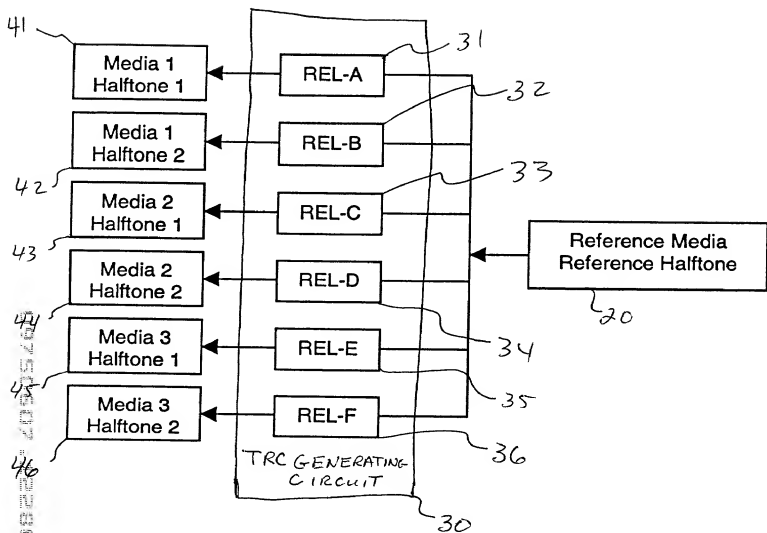 41
31
Media 1
Halftone 1
REL-A
32
Media 1
Halftone 2
REL-B
42
33
Media 2
Halftone 1
REL-C
43
Reference Media
Reference Halftone
20
Media 2
Halftone 2
REL-D
44
34
Media 3
Halftone 1
REL-E
45
35
Media 3
Halftone 2
REL-F
46
36
TRC GENERATING
CIRCUIT
30